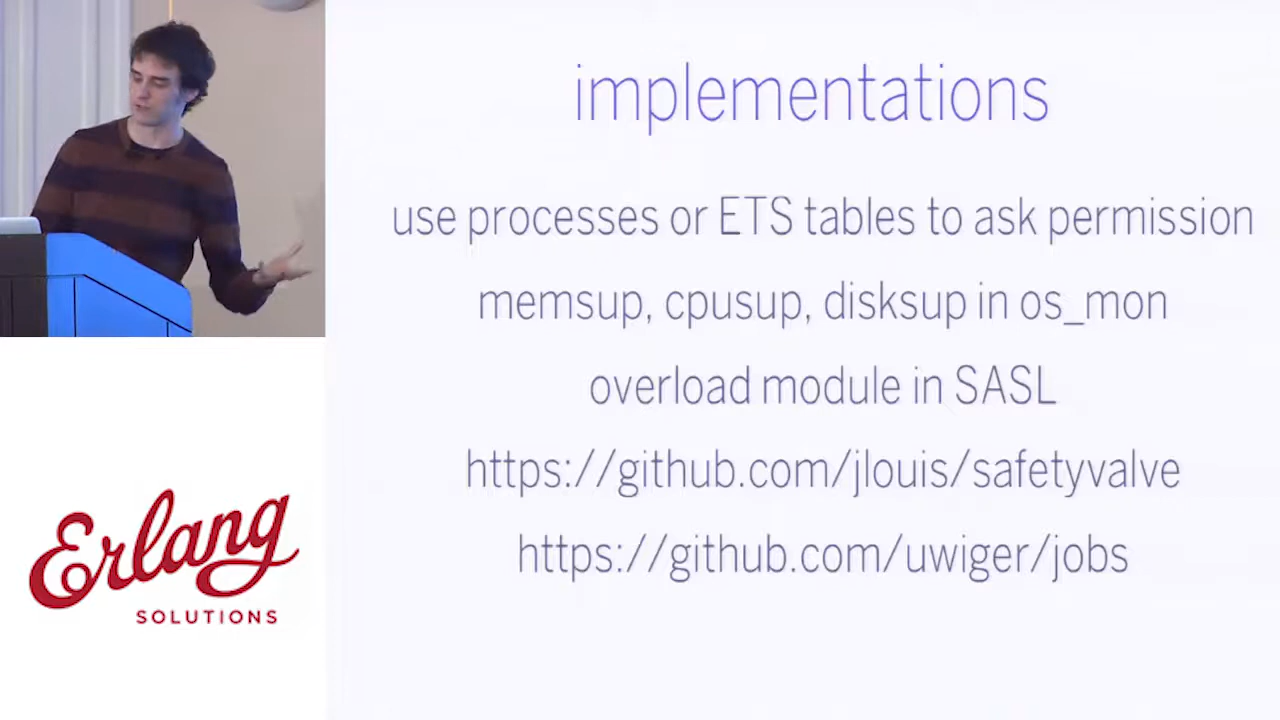 implementations
use processes or ETS tables to ask permission
memsup, cpusup, disksup in os_mon
overload module in SASL
https://github.com/jlouis/safetyvalve
https://github.com/uwiger/jobs
Erlang
SOLUTIONS